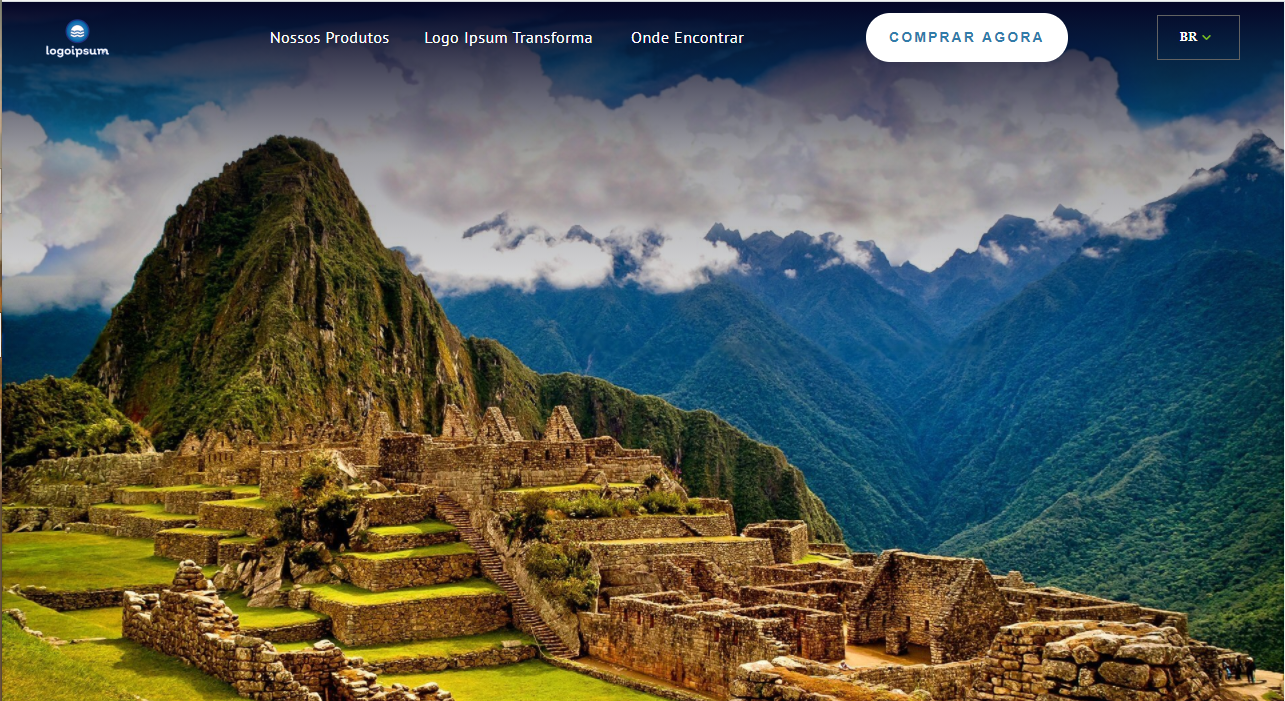 logoipsum
Nossos Produtos
Logo Ipsum Transforma
Onde Encontrar
COMPRAR AGORA
BR